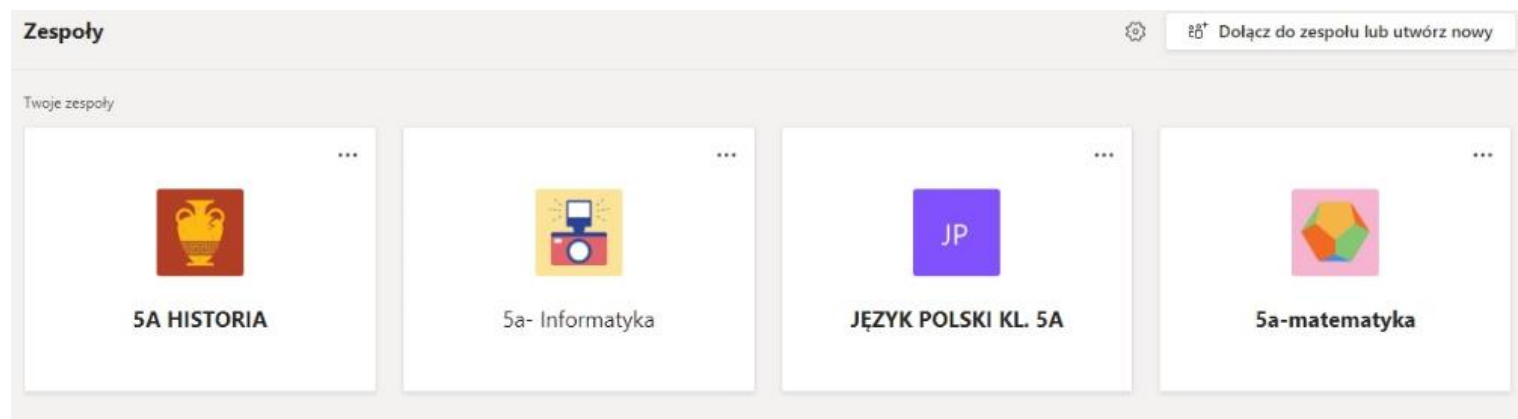 Zespoły
Dołącz do zespołu lub utwórz nowy
Twoje zespoły
5A HISTORIA
5a- Informatyka
JP
JĘZYK POLSKI KL. 5A
5a-matematyka